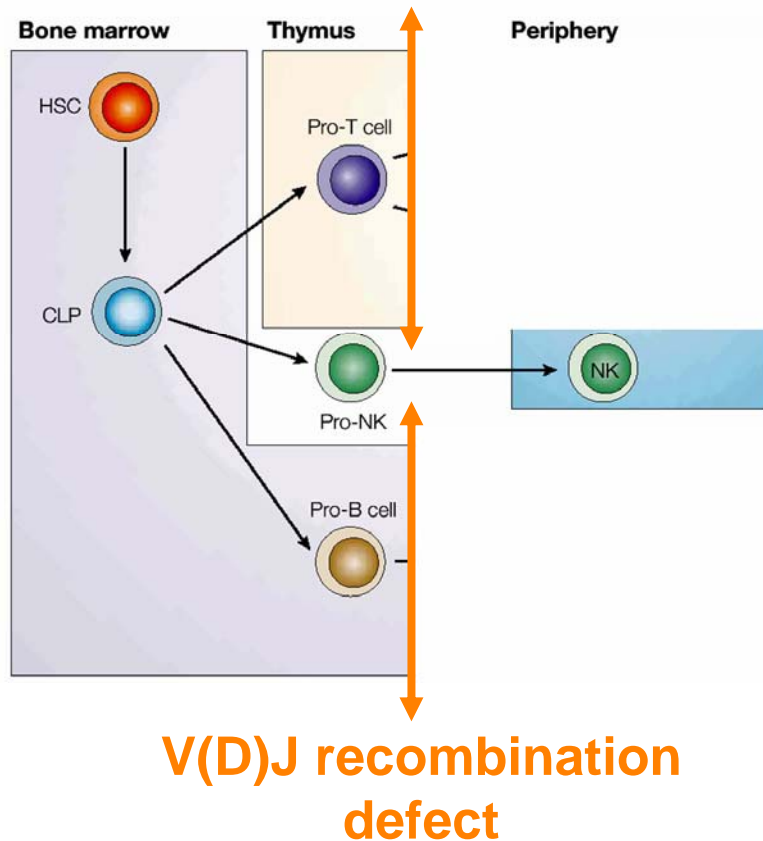 Bone marrow
Thymus
Periphery
HSC
Pro-T cell
CLP
NK
Pro-NK
Pro-B cell
V(D)J recombination
defect